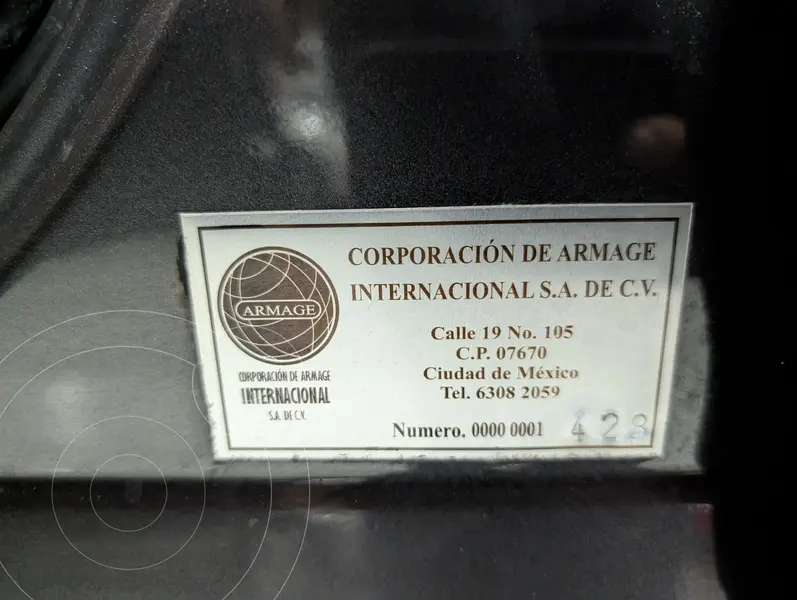 ARMAGE
CORPORACIÓN DE ARMAGE
INTERNACIONAL
S.A. DE C.V.
CORPORACIÓN DE ARMAGE
INTERNACIONAL S.A. DE C.V.
Calle 19 No. 105
C.P. 07670
Ciudad de México
Tel. 6308 2059
Numero. 0000 0001 428